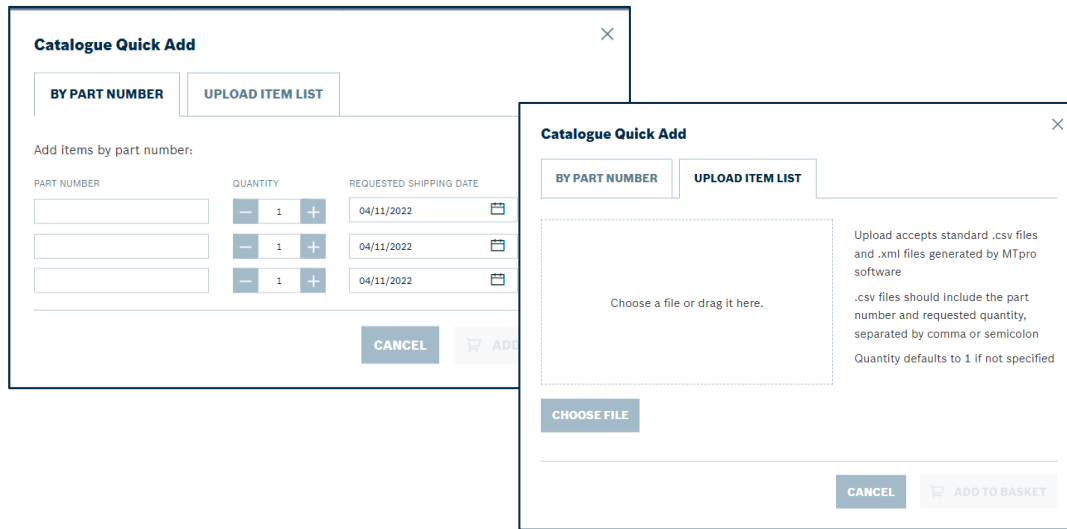 Catalogue Quick Add
BY PART NUMBER UPLOAD ITEM LIST
Add items by part number:
PART NUMBER QUANTITY REQUESTED SHIPPING DATE
1 04/11/2022
1 04/11/2022
1 04/11/2022
CANCEL ADD
Catalogue Quick Add
BY PART NUMBER UPLOAD ITEM LIST
Choose a file or drag it here.
Upload accepts standard .csv files
and .xml files generated by MTpro
software
.csv files should include the part
number and requested quantity,
separated by comma or semicolon
Quantity defaults to 1 if not specified
CHOOSE FILE
CANCEL ADD TO BASKET